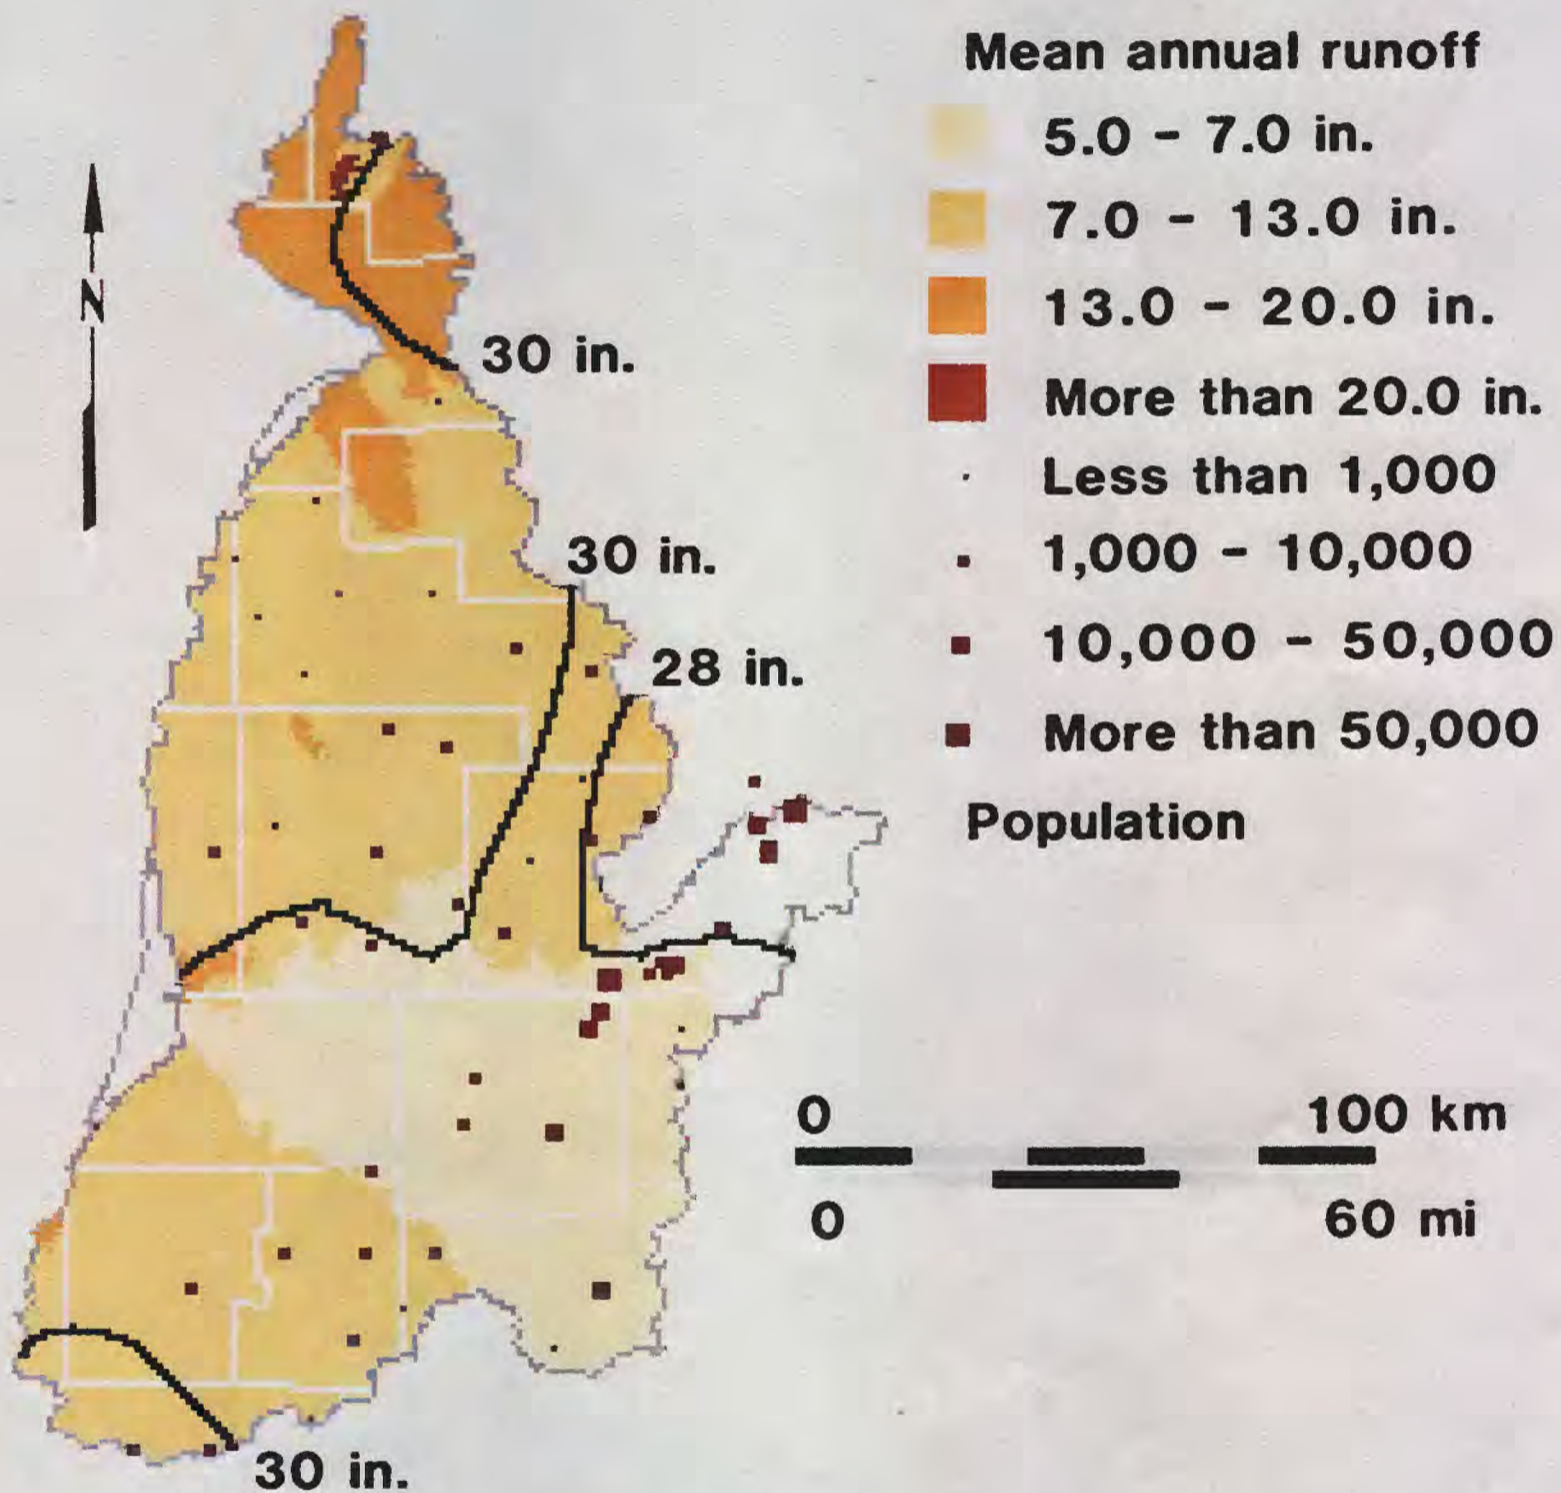 Mean annual runoff
5.0 - 7.0 in.
7.0 - 13.0 in.
13.0 - 20.0 in.
More than 20.0 in.
Less than 1,000
1,000 - 10,000
10,000 - 50,000
More than 50,000
Population
N
30 in.
30 in.
28 in.
0 100 km
0 60 mi
30 in.